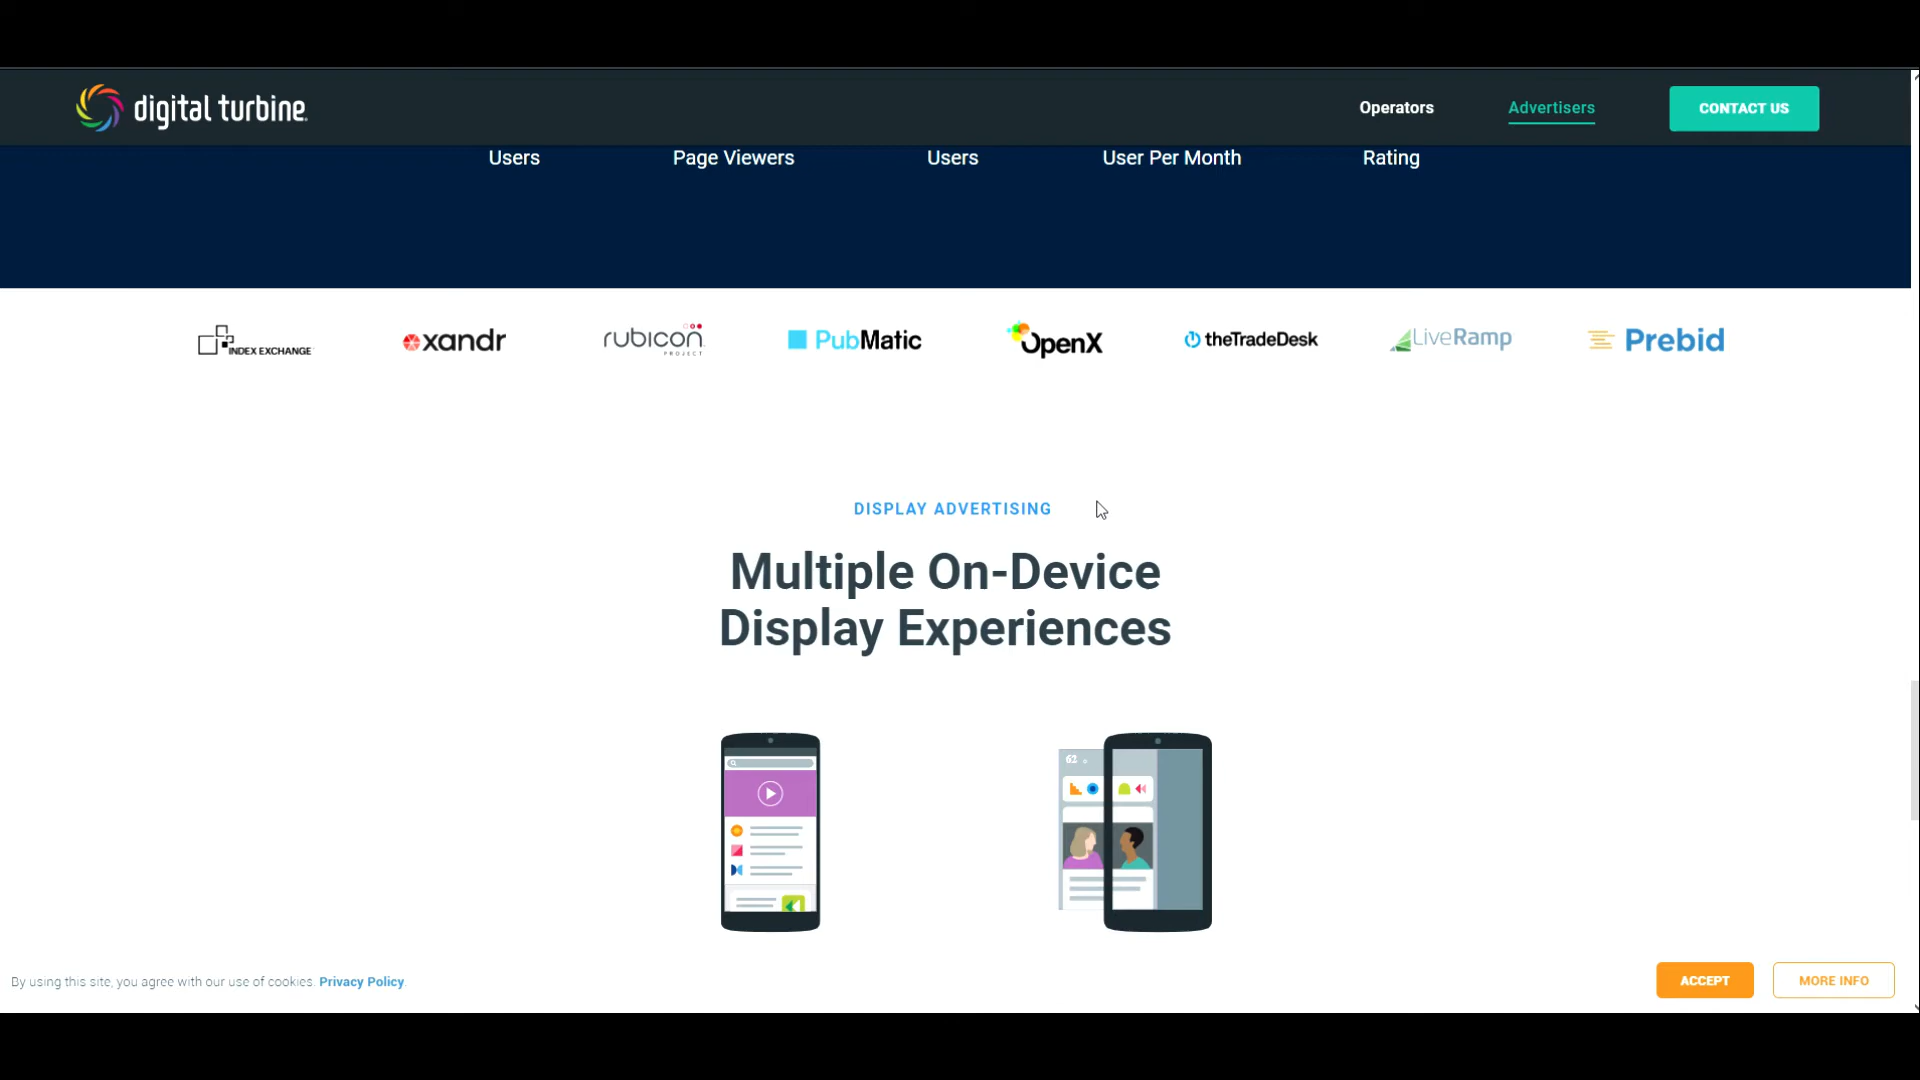 digital turbine
Operators
Advertisers
CONTACT US
Users
Page Viewers
Users
User Per Month
Rating
INDEX EXCHANGE
xandr
rubicon
PROJECT
PubMatic
OpenX
theTradeDesk
LiveRamp
Prebid
DISPLAY ADVERTISING
Multiple On-Device
Display Experiences
62
By using this site, you agree with our use of cookies. Privacy Policy.
ACCEPT
MORE INFO